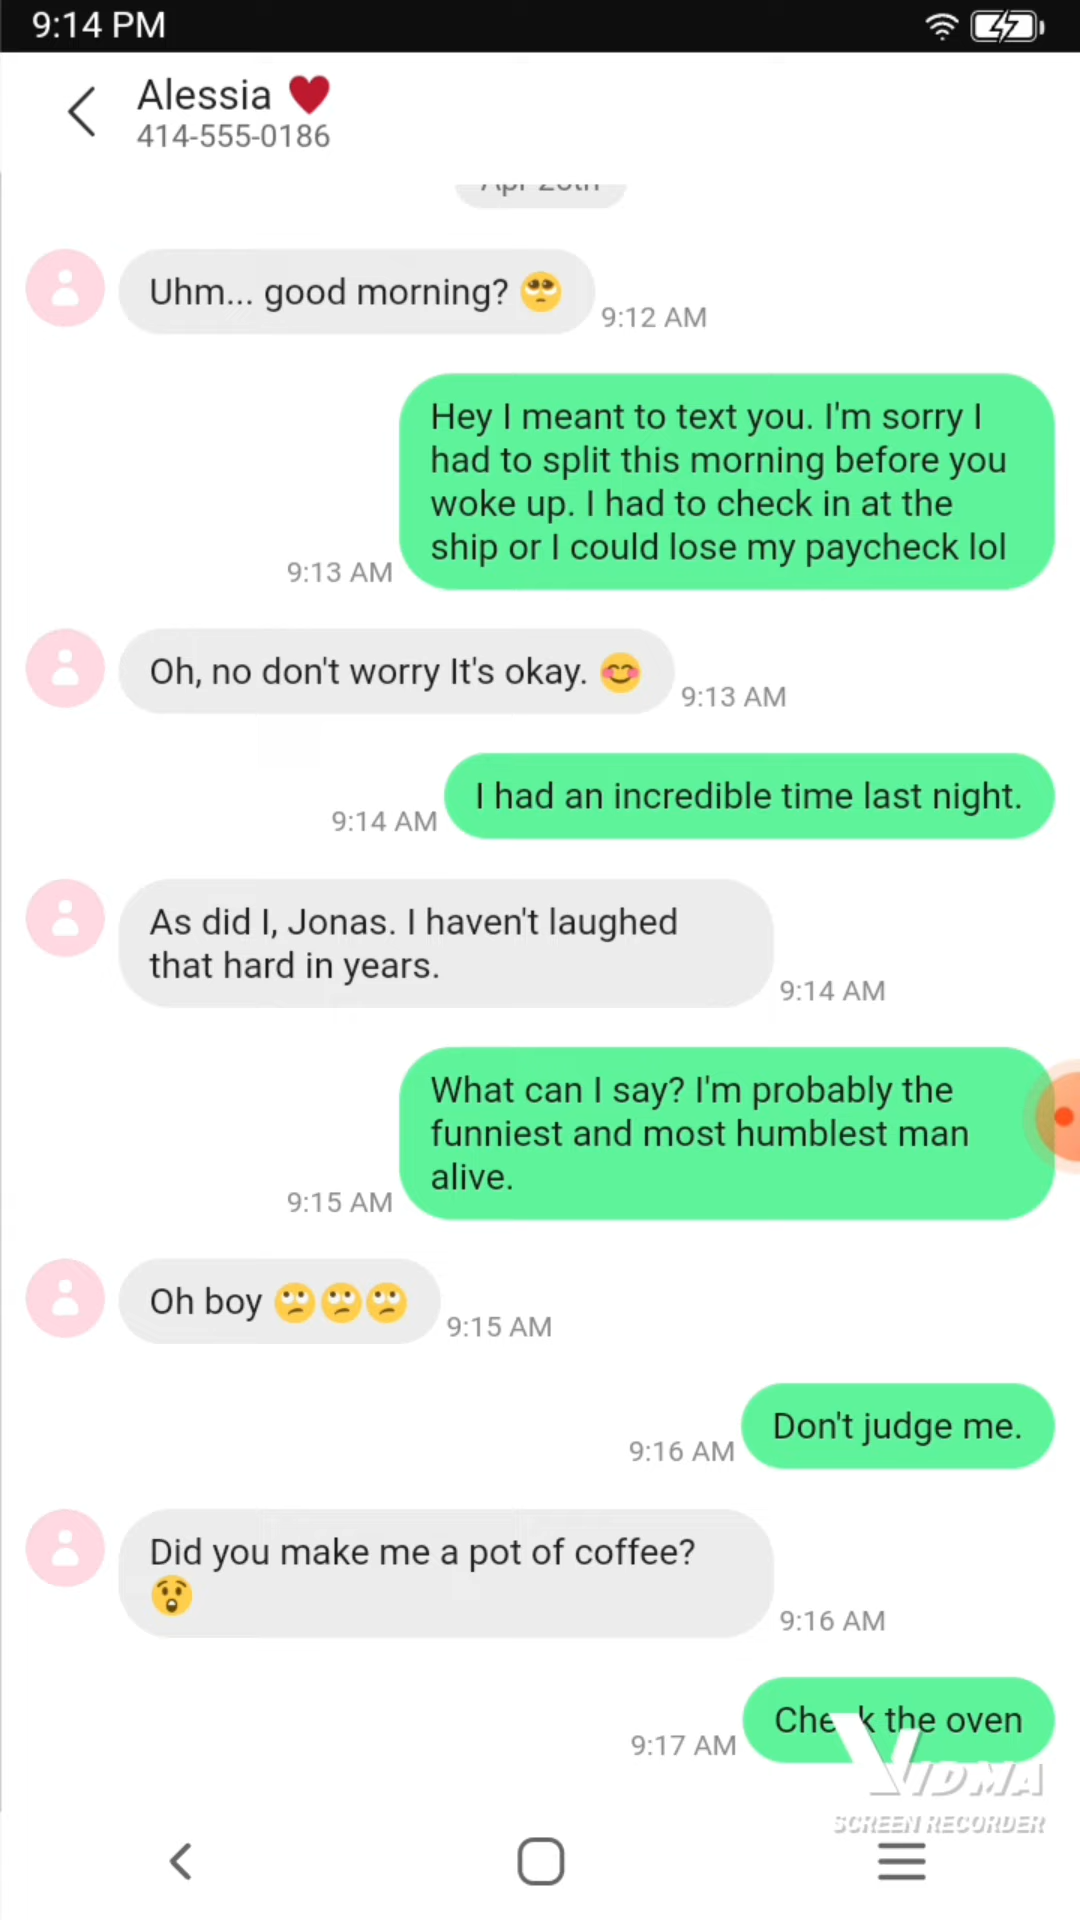 9:14 PM
Alessia ❤️
414-555-0186
Uhm... good morning? 🥺
9:12 AM
Hey I meant to text you. I'm sorry I
had to split this morning before you
woke up. I had to check in at the
ship or I could lose my paycheck lol
9:13 AM
Oh, no don't worry It's okay. 😊
9:13 AM
I had an incredible time last night.
9:14 AM
As did I, Jonas. I haven't laughed
that hard in years.
9:14 AM
What can I say? I'm probably the
funniest and most humblest man
alive.
9:15 AM
Oh boy 🙄🙄🙄
9:15 AM
Don't judge me.
9:16 AM
Did you make me a pot of coffee?
😲
9:16 AM
Check the oven
9:17 AM
VIDMA
SCREEN RECORDER